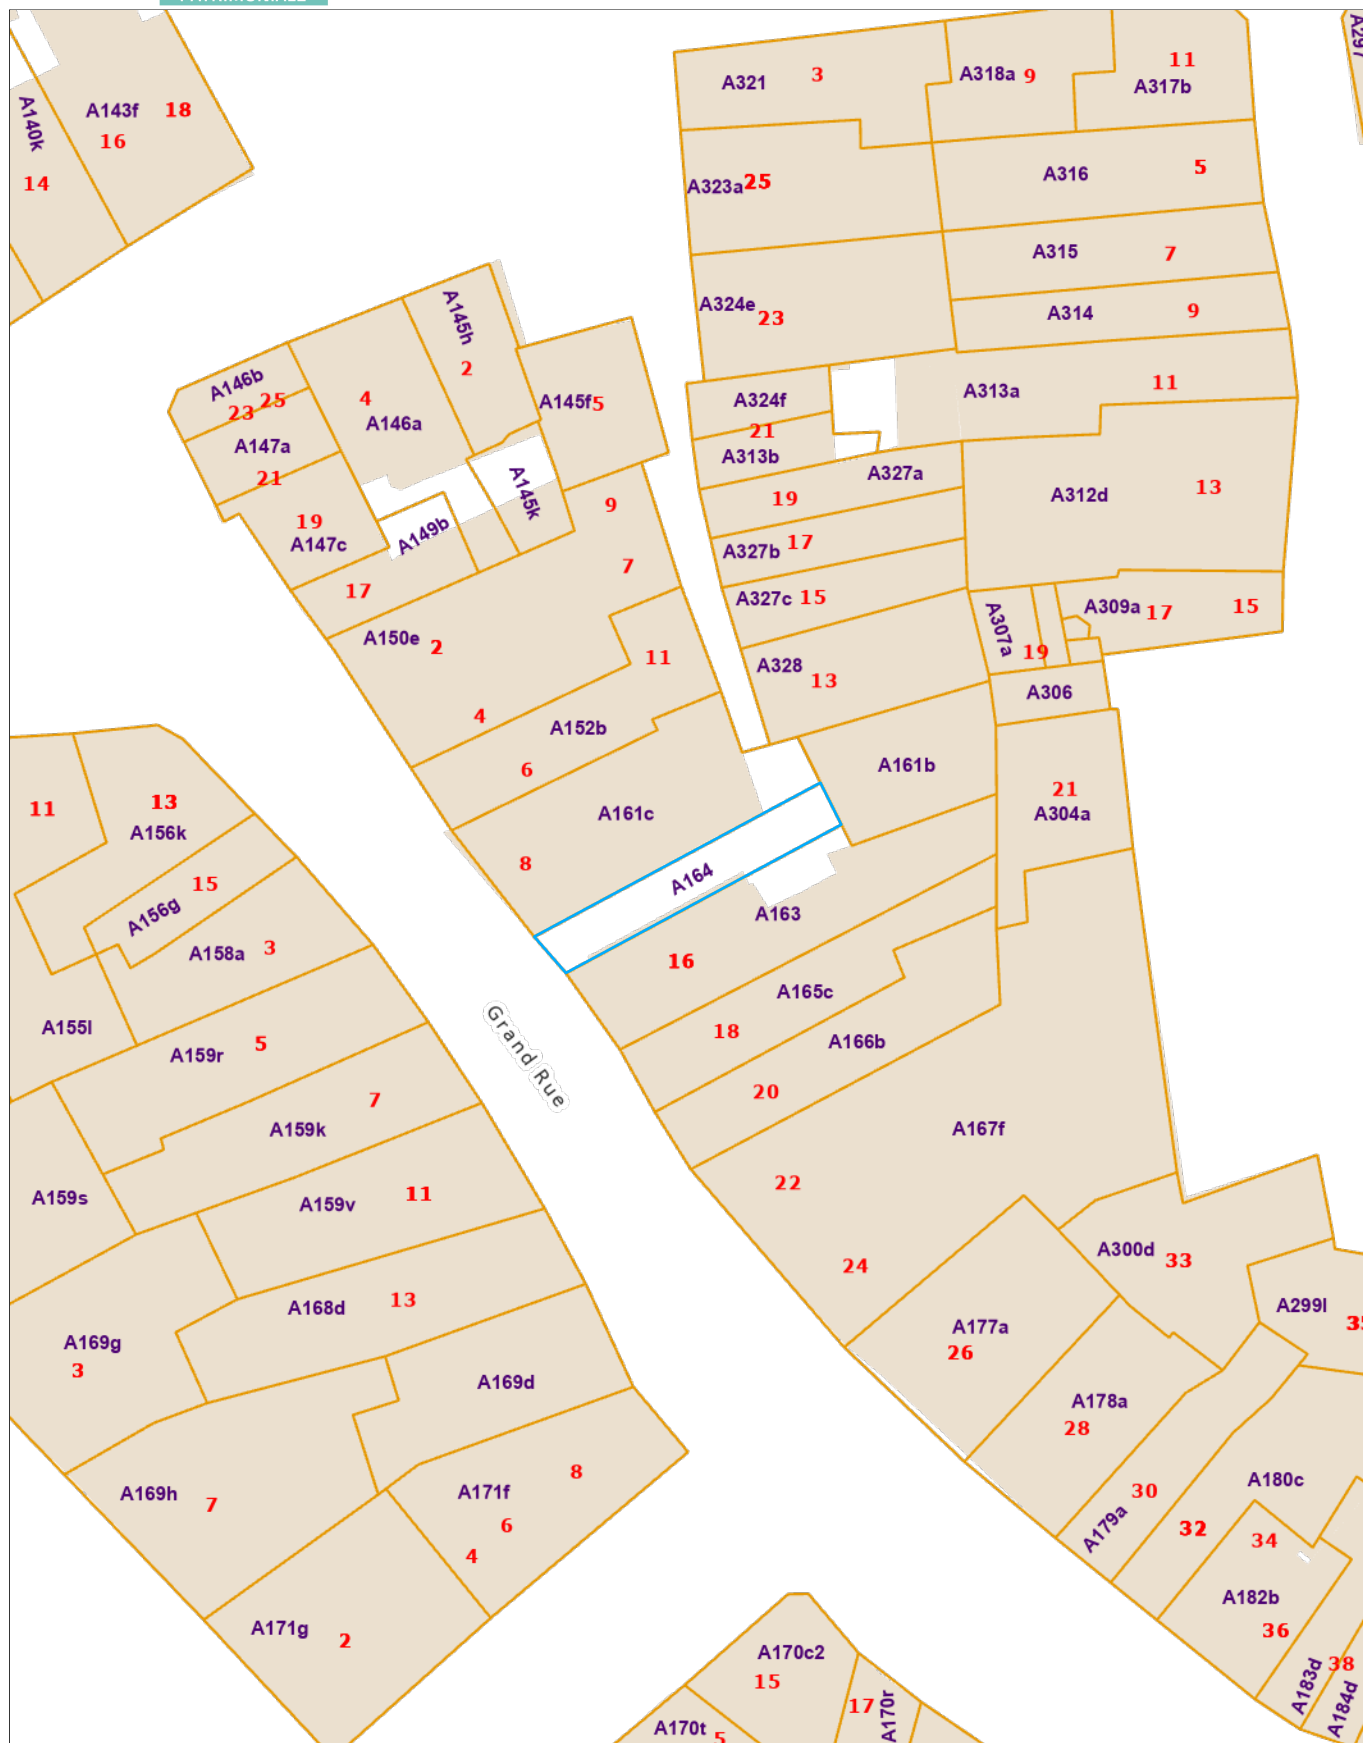 A321 3
A318a 9
11
A317b
A140k
A143f 18
16
14
A323a 25
A316 5
A315 7
A324e 23
A314 9
A145h
2
A146b
23 25
4
A146a
A145f 5
A324f
21
A313b
A313a 11
A147a
21
A327a
19
A312d 13
A145k
9
19
A147c
A149b
17
A327b 17
7
A327c 15
A309a 17 15
A307a
19
A150e 2
11
A328 13
A306
4
A152b
6
A161b
21
A304a
11
13
A156k
A161c
8
15
A156g
A164
A163
16
A158a 3
A165c
18
A155l
A159r 5
A166b
20
Grand Rue
7
A159k
A167f
22
A159s
A159v 11
24
A300d 33
A168d 13
A299l
A169g
3
A177a
26
A169d
A178a
28
A169h 7
8
A171f
6
4
30
A179a
A180c
32
34
A182b
36
A171g 2
A170c2
15
17
A170r
A170t 5
A183d
38
A184d